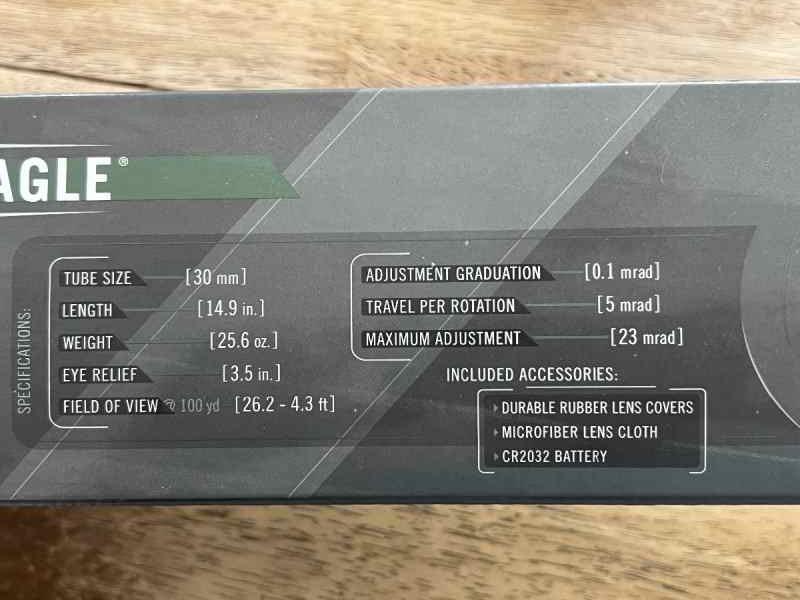 AGLE®
SPECIFICATIONS:
TUBE SIZE [30 mm]
LENGTH [14.9 in.]
WEIGHT [25.6 oz.]
EYE RELIEF [3.5 in.]
FIELD OF VIEW @ 100 yd [26.2 - 4.3 ft]
ADJUSTMENT GRADUATION [0.1 mrad]
TRAVEL PER ROTATION [5 mrad]
MAXIMUM ADJUSTMENT [23 mrad]
INCLUDED ACCESSORIES:
DURABLE RUBBER LENS COVERS
MICROFIBER LENS CLOTH
CR2032 BATTERY